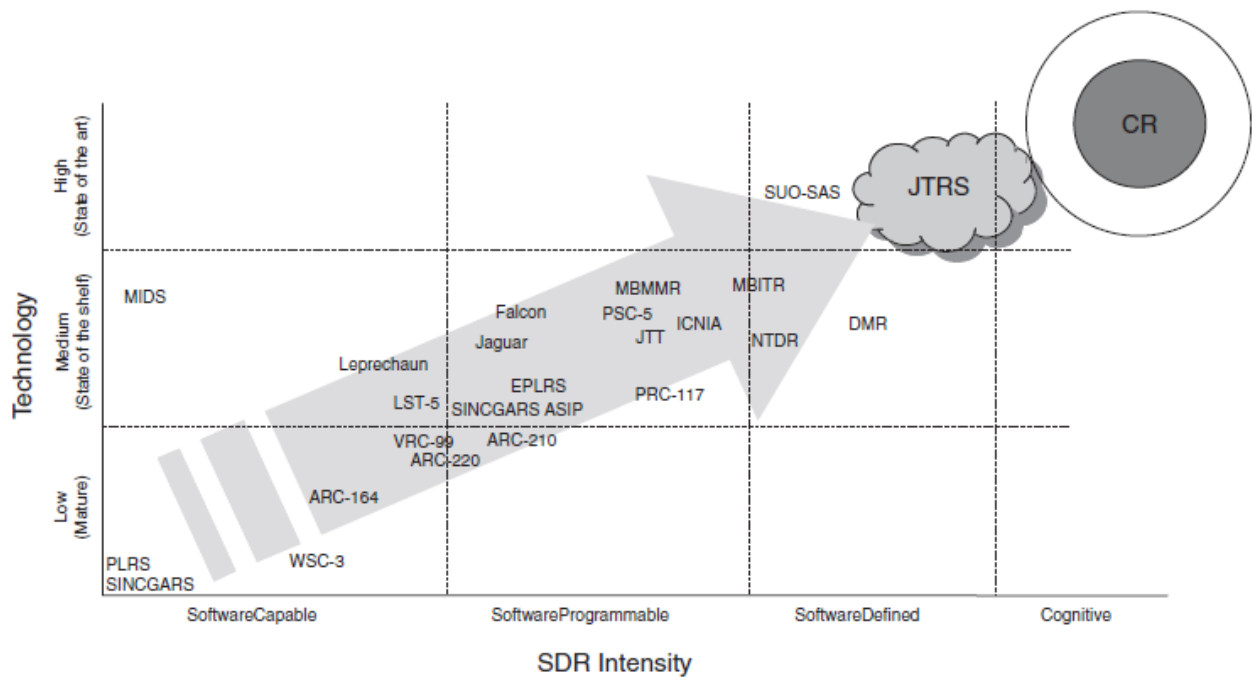 CR
High
(State of the art)
SUO-SAS
JTRS
Technology
Medium
(State of the shelf)
MIDS
MBMMR
MBITR
Falcon
PSC-5
ICNIA
DMR
Jaguar
JTT
NTDR
Leprechaun
EPLRS
PRC-117
LST-5
SINCGARS ASIP
Low
(Mature)
VRC-99
ARC-210
ARC-220
ARC-164
WSC-3
PLRS
SINCGARS
SoftwareCapable
SoftwareProgrammable
SoftwareDefined
Cognitive
SDR Intensity